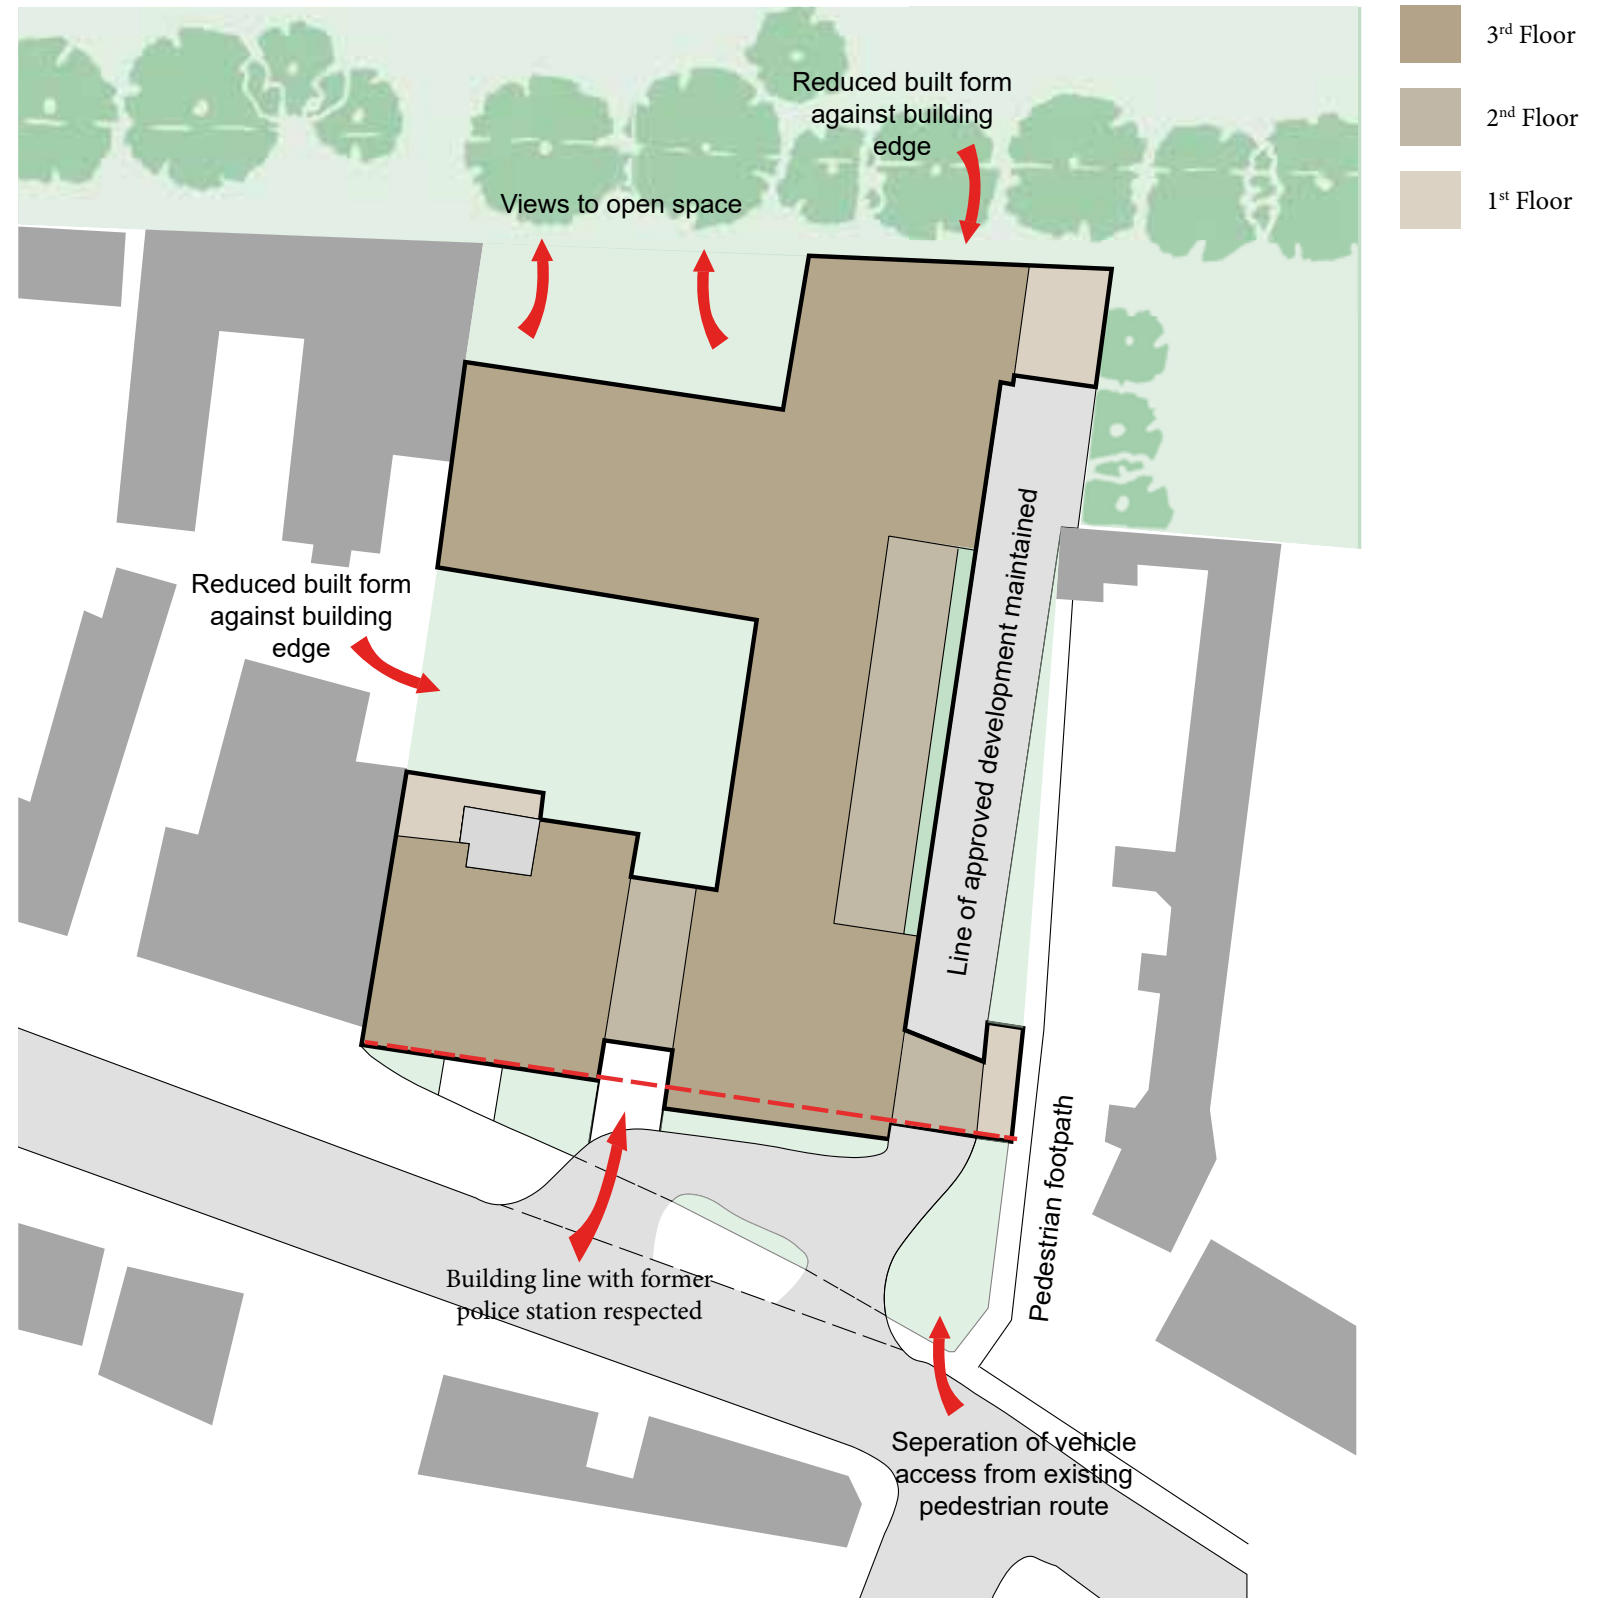 3rd Floor
2nd Floor
1st Floor
Reduced built form
against building
edge
Views to open space
Reduced built form
against building
edge
Line of approved development maintained
Pedestrian footpath
Building line with former
police station respected
Seperation of vehicle
access from existing
pedestrian route